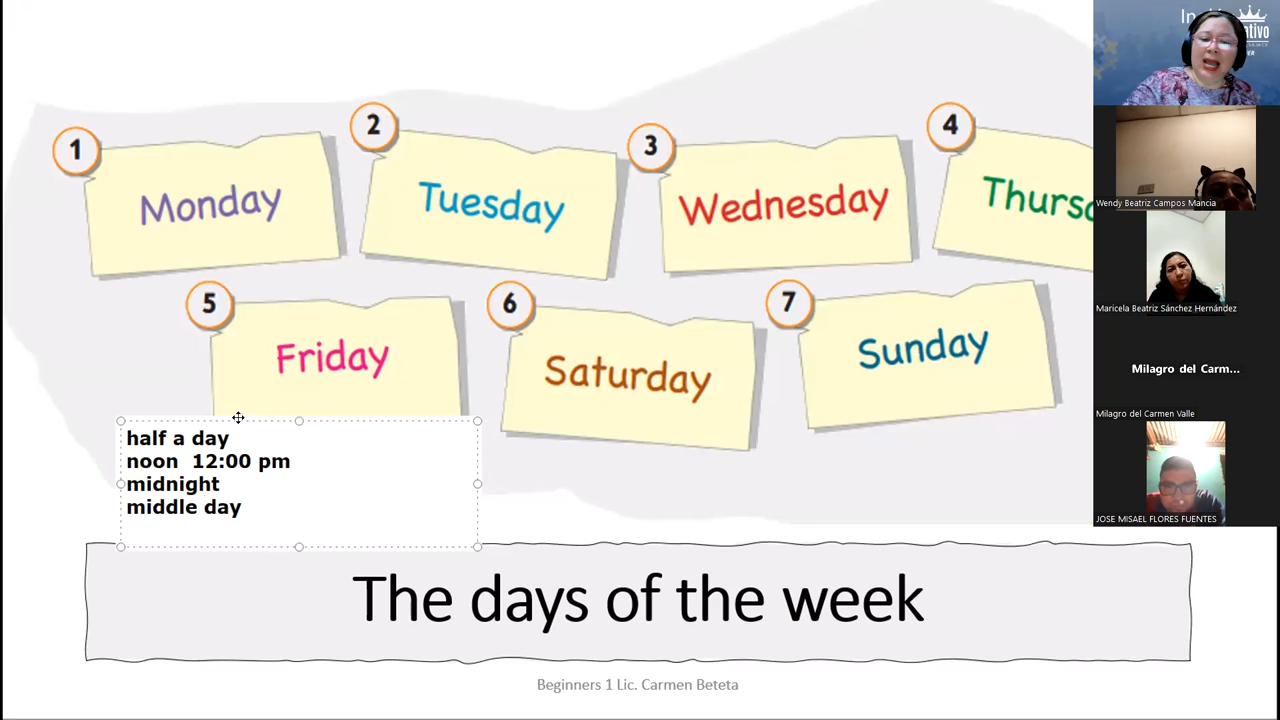 1
Monday
2
Tuesday
3
Wednesday
4
5
Friday
6
Saturday
7
Sunday
half a day
noon 12:00 pm
midnight
middle day
The days of the week
Beginners 1 Lic. Carmen Beteta
Wendy Beatriz Campos Mancia
Maricela Beatriz Sánchez Hernández
Milagro del Carm...
Milagro del Carmen Valle
JOSE MISAEL FLORES FUENTES